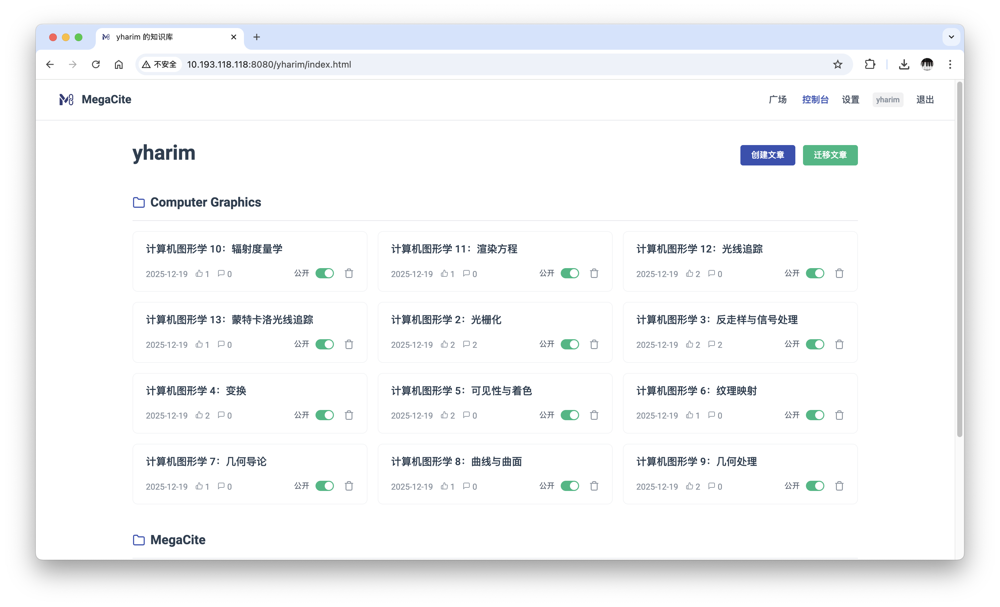 yharim 的知识库
不安全 10.193.118.118:8080/yharim/index.html
MegaCite 广场 控制台 设置 yharim 退出
yharim 创建文章 迁移文章
Computer Graphics
计算机图形学 10：辐射度量学
2025-12-19 1 0 公开
计算机图形学 11：渲染方程
2025-12-19 1 0 公开
计算机图形学 12：光线追踪
2025-12-19 2 0 公开
计算机图形学 13：蒙特卡洛光线追踪
2025-12-19 1 0 公开
计算机图形学 2：光栅化
2025-12-19 2 2 公开
计算机图形学 3：反走样与信号处理
2025-12-19 2 2 公开
计算机图形学 4：变换
2025-12-19 2 0 公开
计算机图形学 5：可见性与着色
2025-12-19 2 0 公开
计算机图形学 6：纹理映射
2025-12-19 1 0 公开
计算机图形学 7：几何导论
2025-12-19 1 0 公开
计算机图形学 8：曲线与曲面
2025-12-19 1 0 公开
计算机图形学 9：几何处理
2025-12-19 2 0 公开
MegaCite